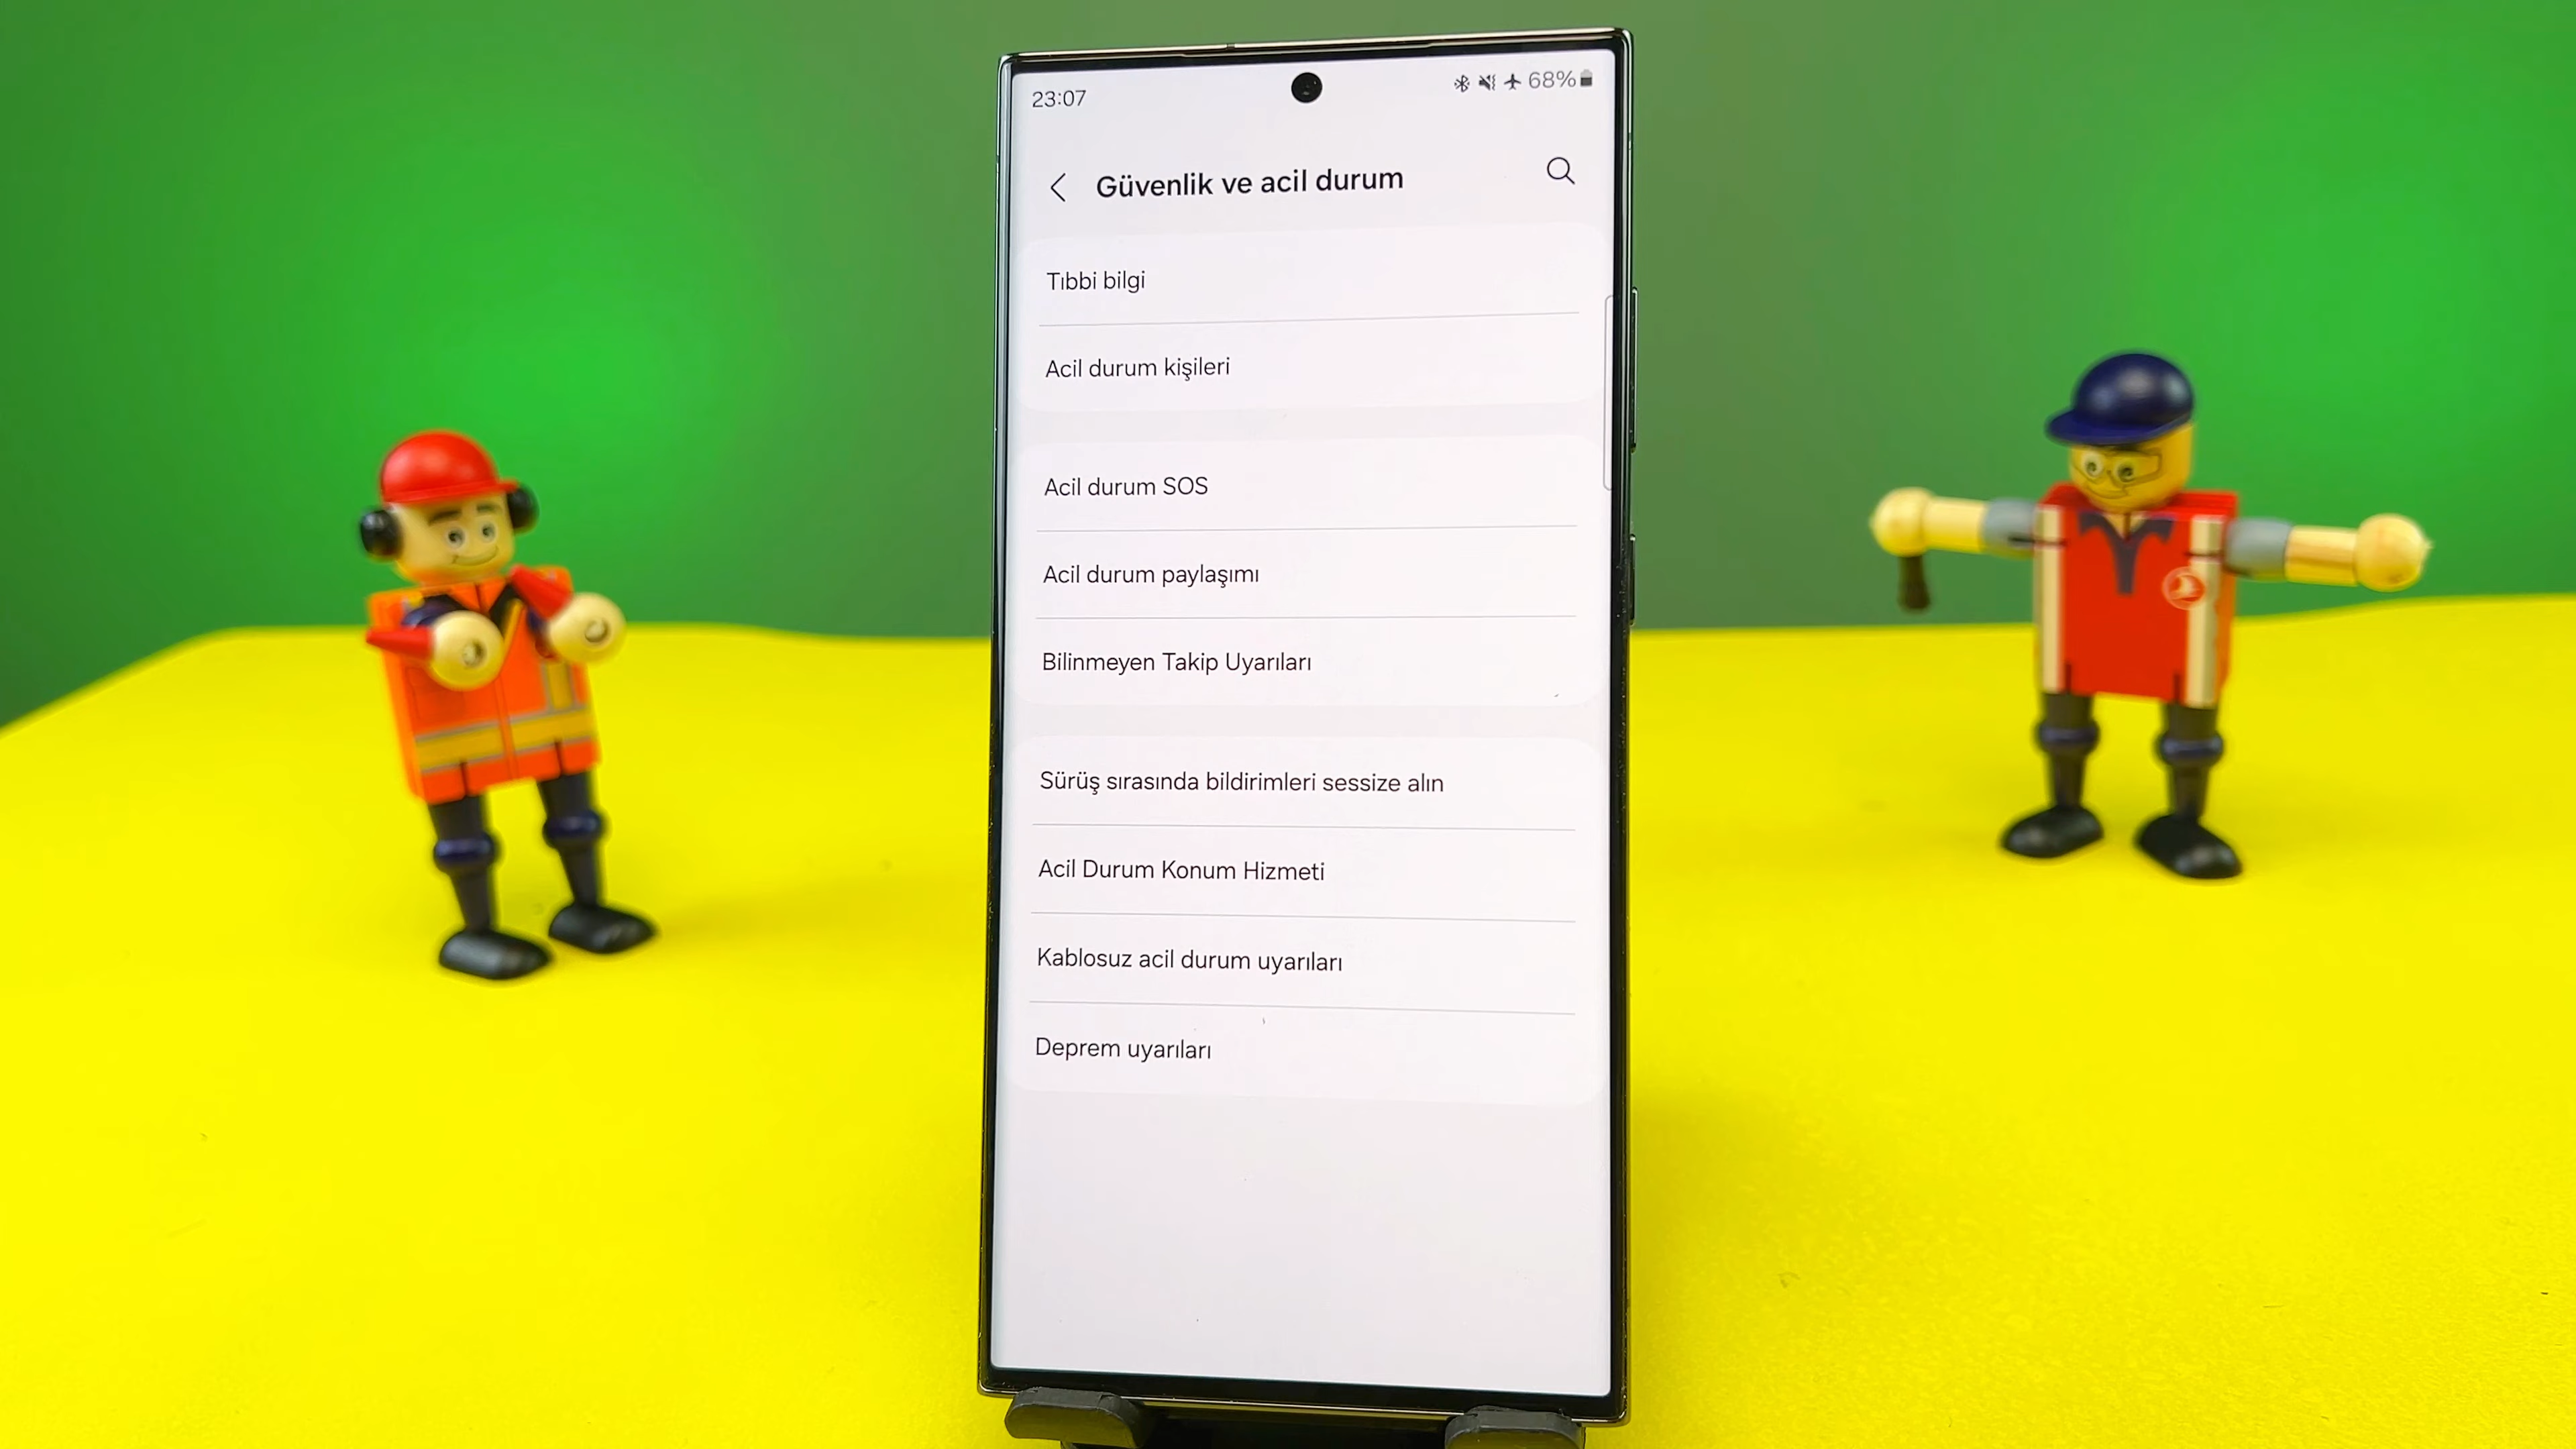 23:07
68%
Güvenlik ve acil durum
Tıbbi bilgi
Acil durum kişileri
Acil durum SOS
Acil durum paylaşımı
Bilinmeyen Takip Uyarıları
Sürüş sırasında bildirimleri sessize alın
Acil Durum Konum Hizmeti
Kablosuz acil durum uyarıları
Deprem uyarıları